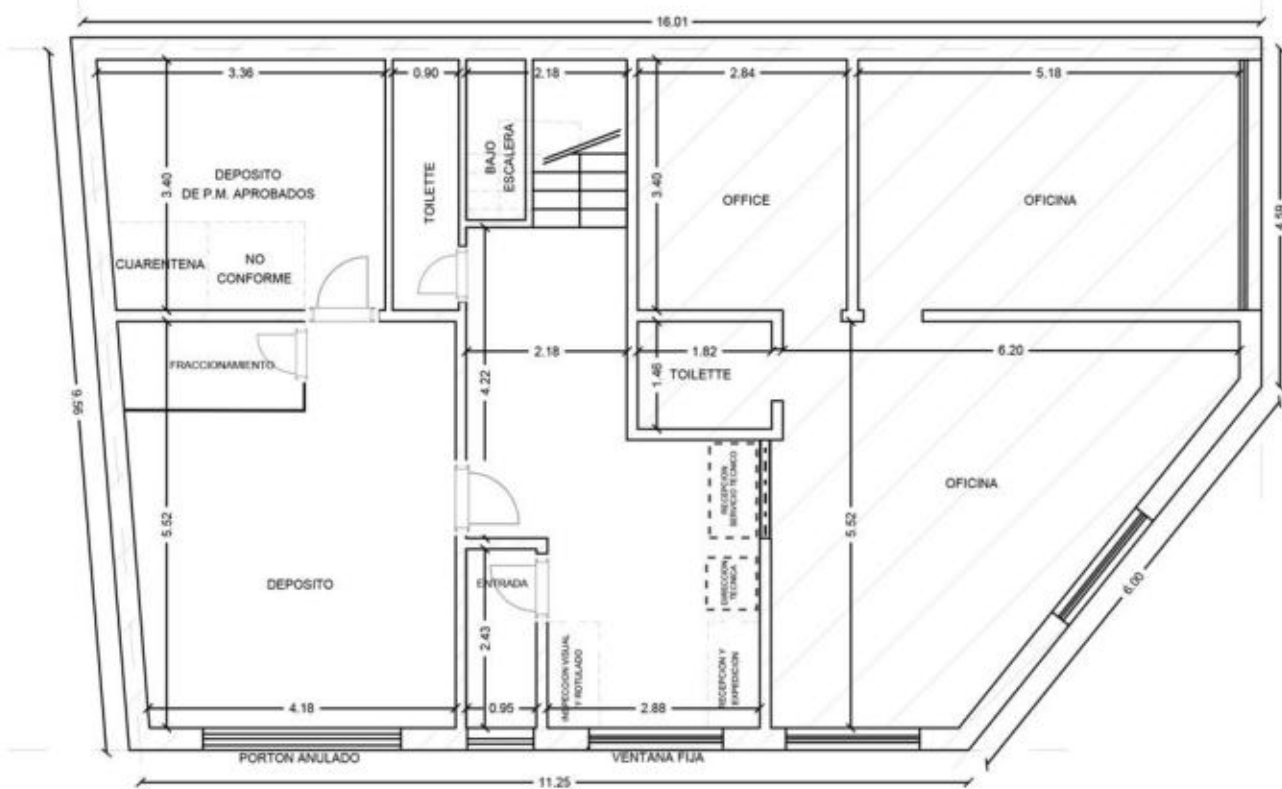 16.01
3.36
0.90
2.18
2.84
5.18
3.40
DEPOSITO
DE P.M. APROBADOS
TOILETTE
BAJO
ESCALERA
3.40
OFFICE
OFICINA
4.59
CUARENTENA
NO
CONFORME
9.56
FRACCIONAMIENTO
4.22
2.18
1.82
1.46
TOILETTE
6.20
5.52
RECEPCION
SERVICIO TECNICO
5.52
OFICINA
DEPOSITO
ENTRADA
DIRECCION
TECNICA
6.00
2.43
INSPECCION VISUAL
Y ROTULADO
RECEPCION Y
EXPEDICION
4.18
0.95
2.88
PORTON ANULADO
VENTANA FIJA
11.25